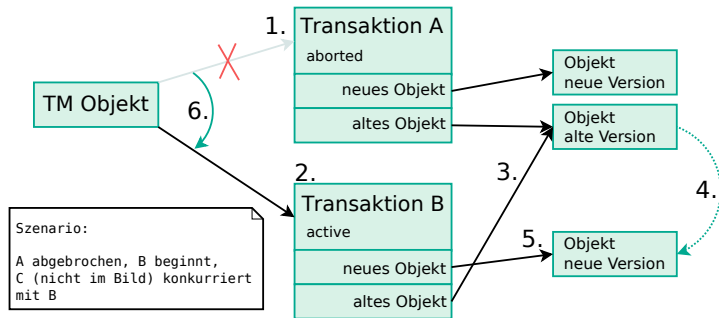 1.
Transaktion A
aborted
neues Objekt
altes Objekt
Objekt
neue Version
Objekt
alte Version
TM Objekt
6.
2.
3.
4.
Transaktion B
active
neues Objekt
altes Objekt
5.
Objekt
neue Version
Szenario:
A abgebrochen, B beginnt,
C (nicht im Bild) konkurriert
mit B